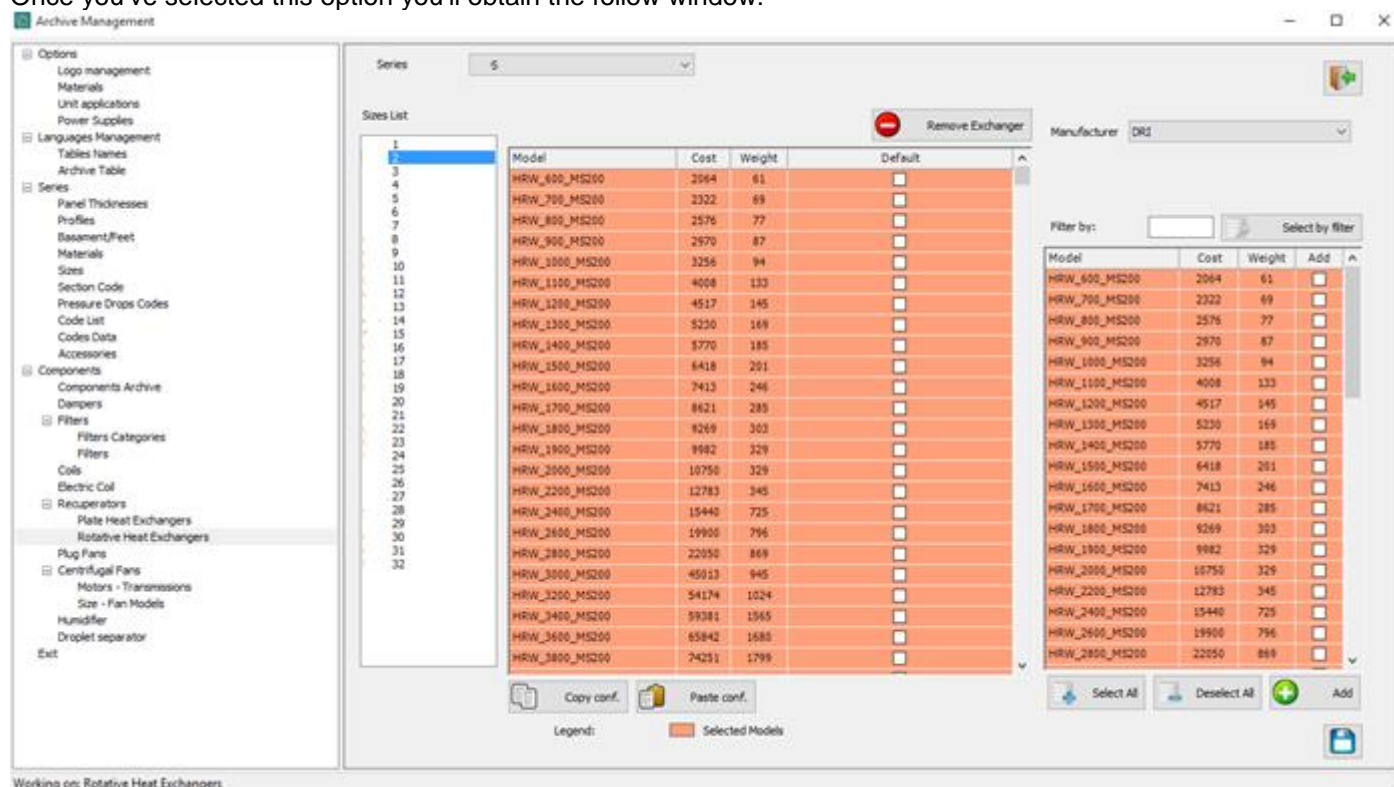 Once you've selected this option you'll obtain the follow window:
Archive Management
Options
Logo management
Materials
Unit applications
Power Supplies
Languages Management
Tables Names
Archive Table
Series
Panel Thicknesses
Profiles
Basament/Feet
Materials
Sizes
Section Code
Pressure Drops Codes
Code List
Codes Data
Accessories
Components
Components Archive
Dampers
Filters
Filters Categories
Filters
Coils
Electric Coil
Recuperators
Plate Heat Exchangers
Rotative Heat Exchangers
Plug Fans
Centrifugal Fans
Motors - Transmissions
Size - Fan Models
Humidifier
Droplet separator
Exit
Series
Sizes List
1
2
3
4
5
6
7
8
9
10
11
12
13
14
15
16
17
18
19
20
21
22
23
24
25
26
27
28
29
30
31
32
Remove Exchanger
Model Cost Weight Default
HRW_600_MS200 2064 61
HRW_700_MS200 2322 69
HRW_800_MS200 2576 77
HRW_900_MS200 2970 87
HRW_1000_MS200 3256 94
HRW_1100_MS200 4008 133
HRW_1200_MS200 4517 145
HRW_1300_MS200 5230 169
HRW_1400_MS200 5770 185
HRW_1500_MS200 6418 201
HRW_1600_MS200 7413 246
HRW_1700_MS200 8621 285
HRW_1800_MS200 9269 303
HRW_1900_MS200 9982 329
HRW_2000_MS200 10750 329
HRW_2200_MS200 12783 345
HRW_2400_MS200 15440 725
HRW_2600_MS200 19900 796
HRW_2800_MS200 22050 869
HRW_3000_MS200 45013 945
HRW_3200_MS200 54174 1024
HRW_3400_MS200 59381 1565
HRW_3600_MS200 65842 1680
HRW_3800_MS200 74251 1799
Copy conf. Paste conf.
Legend: Selected Models
Manufacturer DRI
Filter by: Select by filter
Model Cost Weight Add
HRW_600_MS200 2064 61
HRW_700_MS200 2322 69
HRW_800_MS200 2576 77
HRW_900_MS200 2970 87
HRW_1000_MS200 3256 94
HRW_1100_MS200 4008 133
HRW_1200_MS200 4517 145
HRW_1300_MS200 5230 169
HRW_1400_MS200 5770 185
HRW_1500_MS200 6418 201
HRW_1600_MS200 7413 246
HRW_1700_MS200 8621 285
HRW_1800_MS200 9269 303
HRW_1900_MS200 9982 329
HRW_2000_MS200 10750 329
HRW_2200_MS200 12783 345
HRW_2400_MS200 15440 725
HRW_2600_MS200 19900 796
HRW_2800_MS200 22050 869
Select All Deselect All Add
Working on: Rotative Heat Exchangers